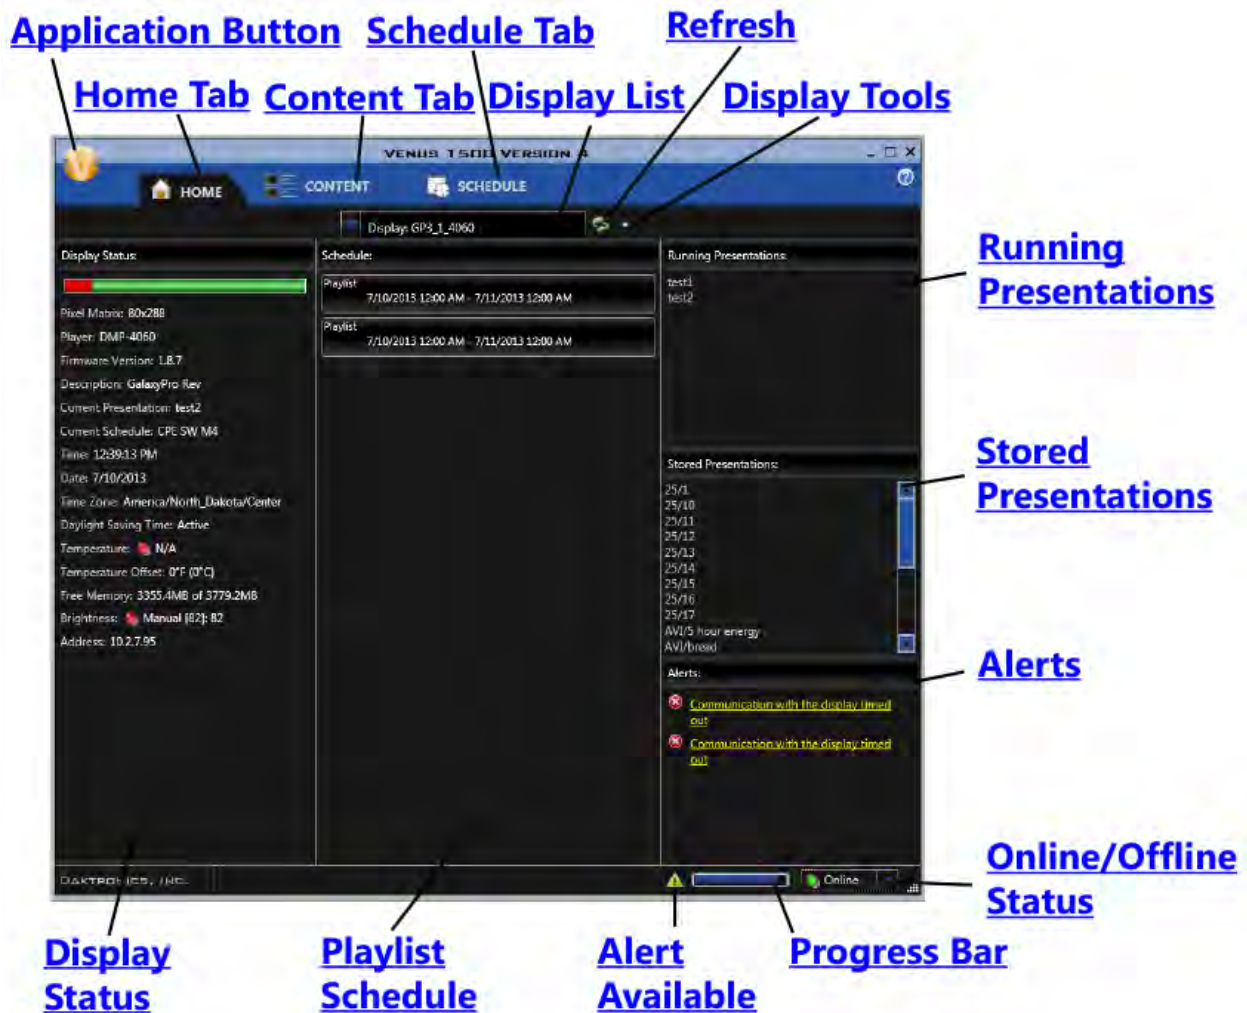 Application Button
Schedule Tab
Refresh
Home Tab
Content Tab
Display List
Display Tools
VENUS 1500 VERSION 4
HOME
CONTENT
SCHEDULE
Display: GP3_1_4060
Display Status:
Pixel Matrix: 80x288
Player: DMP-4060
Firmware Version: 1.8.7
Description: GalaxyPro Rev
Current Presentation: test2
Current Schedule: CPE SW M4
Time: 12:39:13 PM
Date: 7/10/2013
Time Zone: America/North_Dakota/Center
Daylight Saving Time: Active
Temperature: N/A
Temperature Offset: 0°F (0°C)
Free Memory: 3355.4MB of 3779.2MB
Brightness: Manual [82]: 82
Address: 10.2.7.95
Schedule:
Playlist
7/10/2013 12:00 AM - 7/11/2013 12:00 AM
Playlist
7/10/2013 12:00 AM - 7/11/2013 12:00 AM
Running Presentations:
test1
test2
Stored Presentations:
25/1
25/10
25/11
25/12
25/13
25/14
25/15
25/16
25/17
AVI/5 hour energy
AVI/bread
Alerts:
Communication with the display timed
out
Communication with the display timed
out
Running
Presentations
Stored
Presentations
Alerts
Online/Offline
Status
DAKTRONICS, INC.
Online
Display
Status
Playlist
Schedule
Alert
Available
Progress Bar